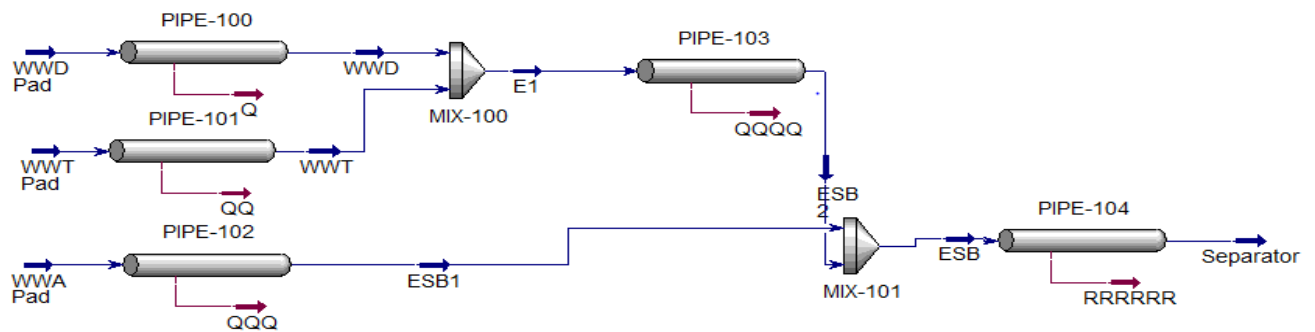 PIPE-100
WWD
Pad
WWD
Q
PIPE-101
WWT
Pad
WWT
QQ
MIX-100
E1
PIPE-103
QQQQ
ESB
2
PIPE-102
WWA
Pad
ESB1
QQQ
MIX-101
ESB
PIPE-104
Separator
RRRRRR